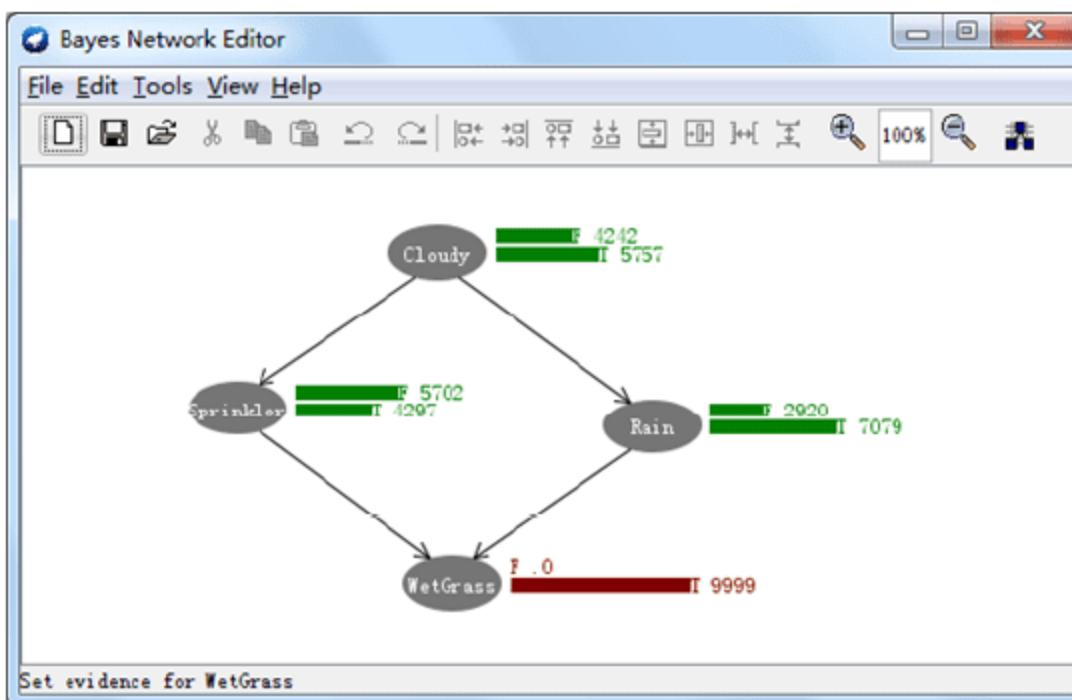 Bayes Network Editor
File Edit Tools View Help
100%
Cloudy
F 4242
T 5757
Sprinkler
F 5702
T 4297
Rain
F 2920
T 7079
WetGrass
F .0
T 9999
Set evidence for WetGrass